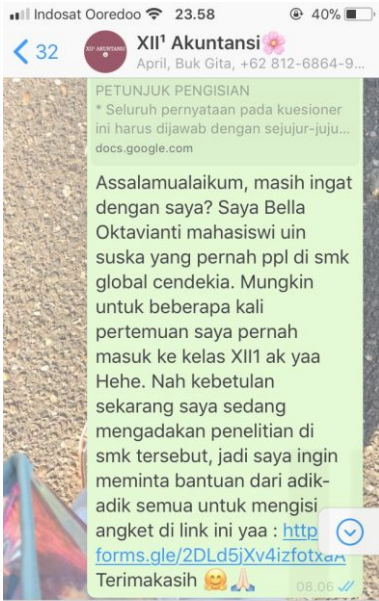 Indosat Ooredoo 23.58 40%
32 XII¹ Akuntansi🌸
XII¹ AKUNTANSI
April, Buk Gita, +62 812-6864-9...
PETUNJUK PENGISIAN
* Seluruh pernyataan pada kuesioner
ini harus dijawab dengan sejujur-juju...
docs.google.com
Assalamualaikum, masih ingat
dengan saya? Saya Bella
Oktavianti mahasiswi uin
suska yang pernah ppl di smk
global cendekia. Mungkin
untuk beberapa kali
pertemuan saya pernah
masuk ke kelas XII1 ak yaa
Hehe. Nah kebetulan
sekarang saya sedang
mengadakan penelitian di
smk tersebut, jadi saya ingin
meminta bantuan dari adik-
adik semua untuk mengisi
angket di link ini yaa : http
forms.gle/2DLd5jXv4izfotxaA
Terimakasih 🤗🙏🏻 08.06